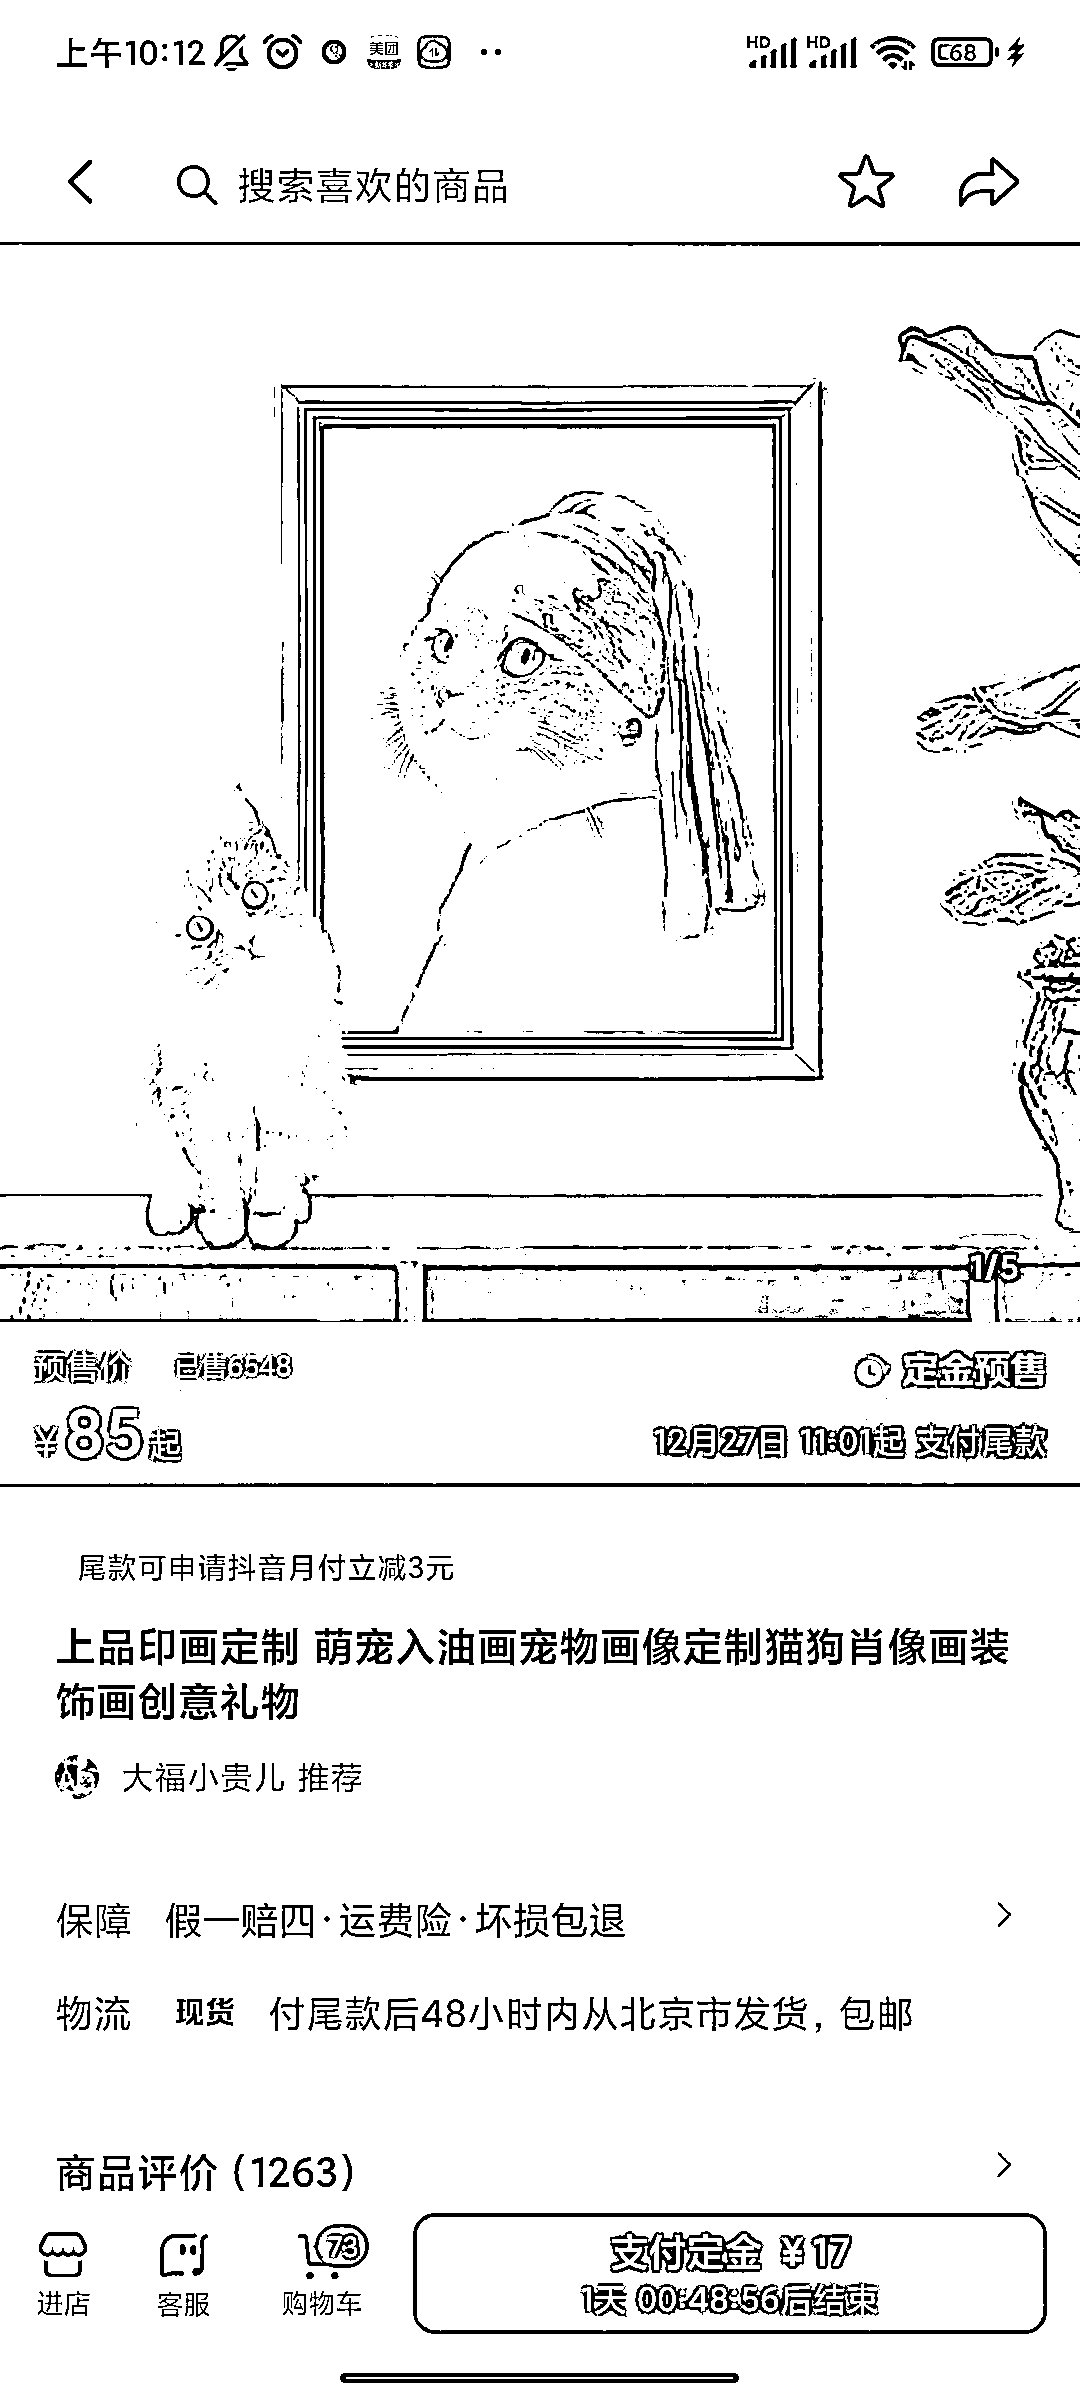 上午10:12
HD HD 68
搜索喜欢的商品
1/5
预售价 已售6548
定金预售
¥85起
12月27日 11:01起 支付尾款
尾款可申请抖音月付立减3元
上品印画定制 萌宠入油画宠物画像定制猫狗肖像画装
饰画创意礼物
大福小贵儿 推荐
保障 假一赔四·运费险·坏损包退
物流 现货 付尾款后48小时内从北京市发货，包邮
商品评价 (1263)
73
支付定金 ¥17
1天 00:48:56后结束
进店 客服 购物车